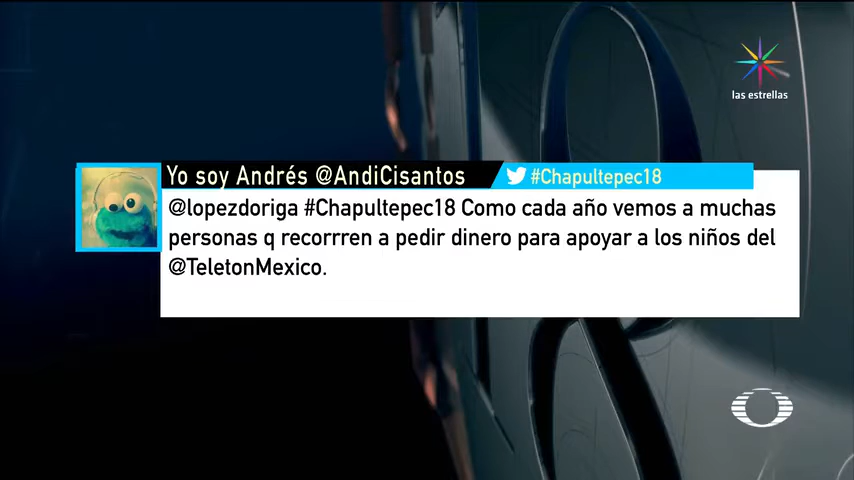 las estrellas
Yo soy Andrés @AndiCisantos
#Chapultepec18
@lopezdoriga #Chapultepec18 Como cada año vemos a muchas
personas q recorrren a pedir dinero para apoyar a los niños del
@TeletonMexico.